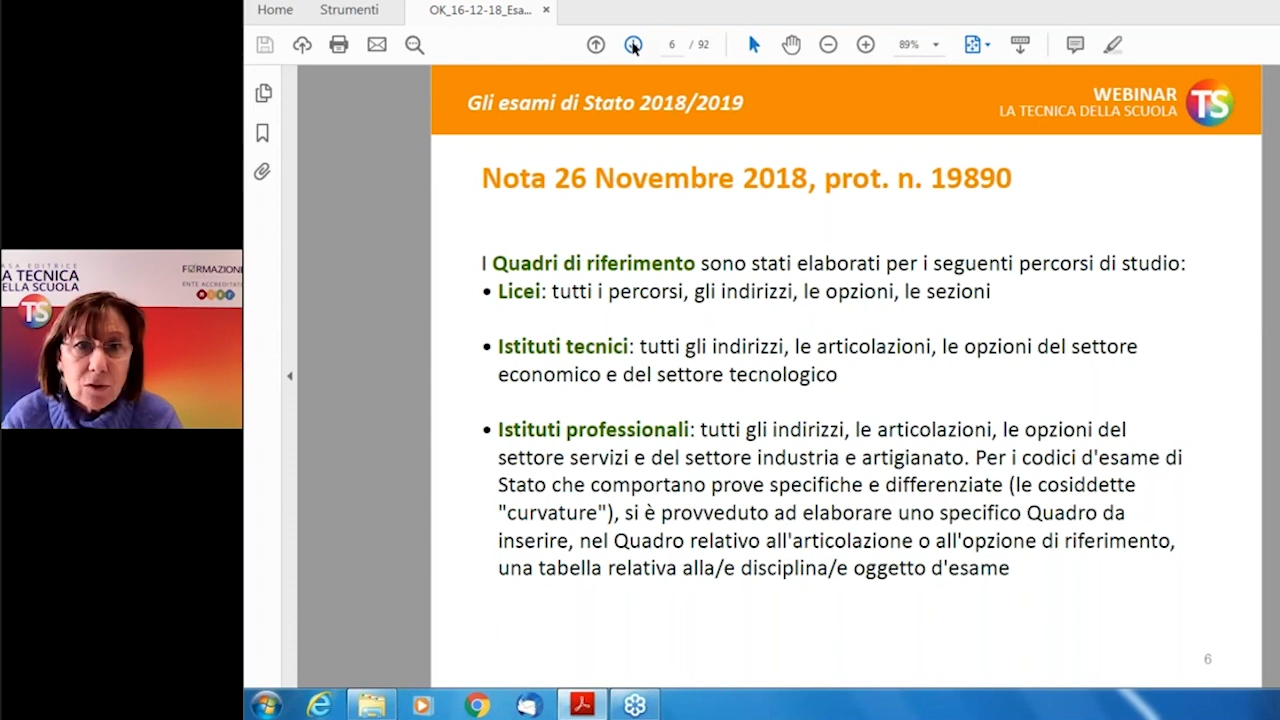 Home Strumenti OK_16-12-18_Esa... ×
6 / 92 89%
Gli esami di Stato 2018/2019
WEBINAR
LA TECNICA DELLA SCUOLA
TS
Nota 26 Novembre 2018, prot. n. 19890
I Quadri di riferimento sono stati elaborati per i seguenti percorsi di studio:
• Licei: tutti i percorsi, gli indirizzi, le opzioni, le sezioni
• Istituti tecnici: tutti gli indirizzi, le articolazioni, le opzioni del settore
economico e del settore tecnologico
• Istituti professionali: tutti gli indirizzi, le articolazioni, le opzioni del
settore servizi e del settore industria e artigianato. Per i codici d'esame di
Stato che comportano prove specifiche e differenziate (le cosiddette
"curvature"), si è provveduto ad elaborare uno specifico Quadro da
inserire, nel Quadro relativo all'articolazione o all'opzione di riferimento,
una tabella relativa alla/e disciplina/e oggetto d'esame
6
ASA EDITRICE
A TECNICA
ELLA SCUOLA
TS
FORMAZIONE
ENTE ACCREDITAT